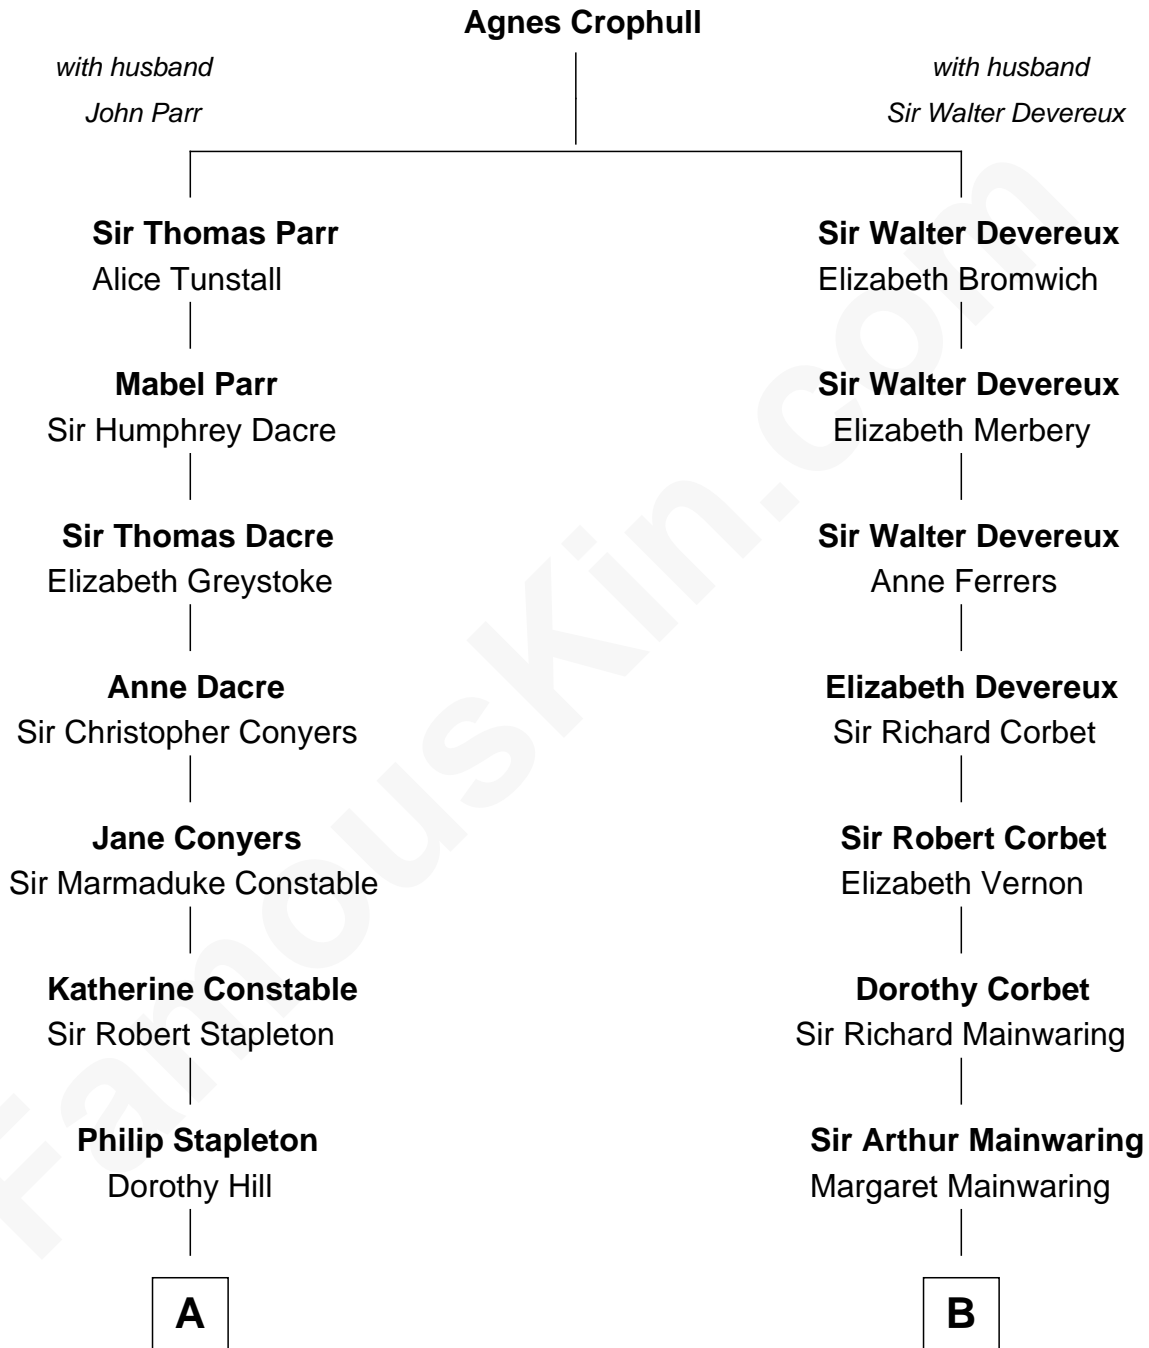 Agnes Crophull
with husband
John Parr
with husband
Sir Walter Devereux
Sir Thomas Parr
Alice Tunstall
Mabel Parr
Sir Humphrey Dacre
Sir Thomas Dacre
Elizabeth Greystoke
Anne Dacre
Sir Christopher Conyers
Jane Conyers
Sir Marmaduke Constable
Katherine Constable
Sir Robert Stapleton
Philip Stapleton
Dorothy Hill
A
Sir Walter Devereux
Elizabeth Bromwich
Sir Walter Devereux
Elizabeth Merbery
Sir Walter Devereux
Anne Ferrers
Elizabeth Devereux
Sir Richard Corbet
Sir Robert Corbet
Elizabeth Vernon
Dorothy Corbet
Sir Richard Mainwaring
Sir Arthur Mainwaring
Margaret Mainwaring
B
FamousKin.com